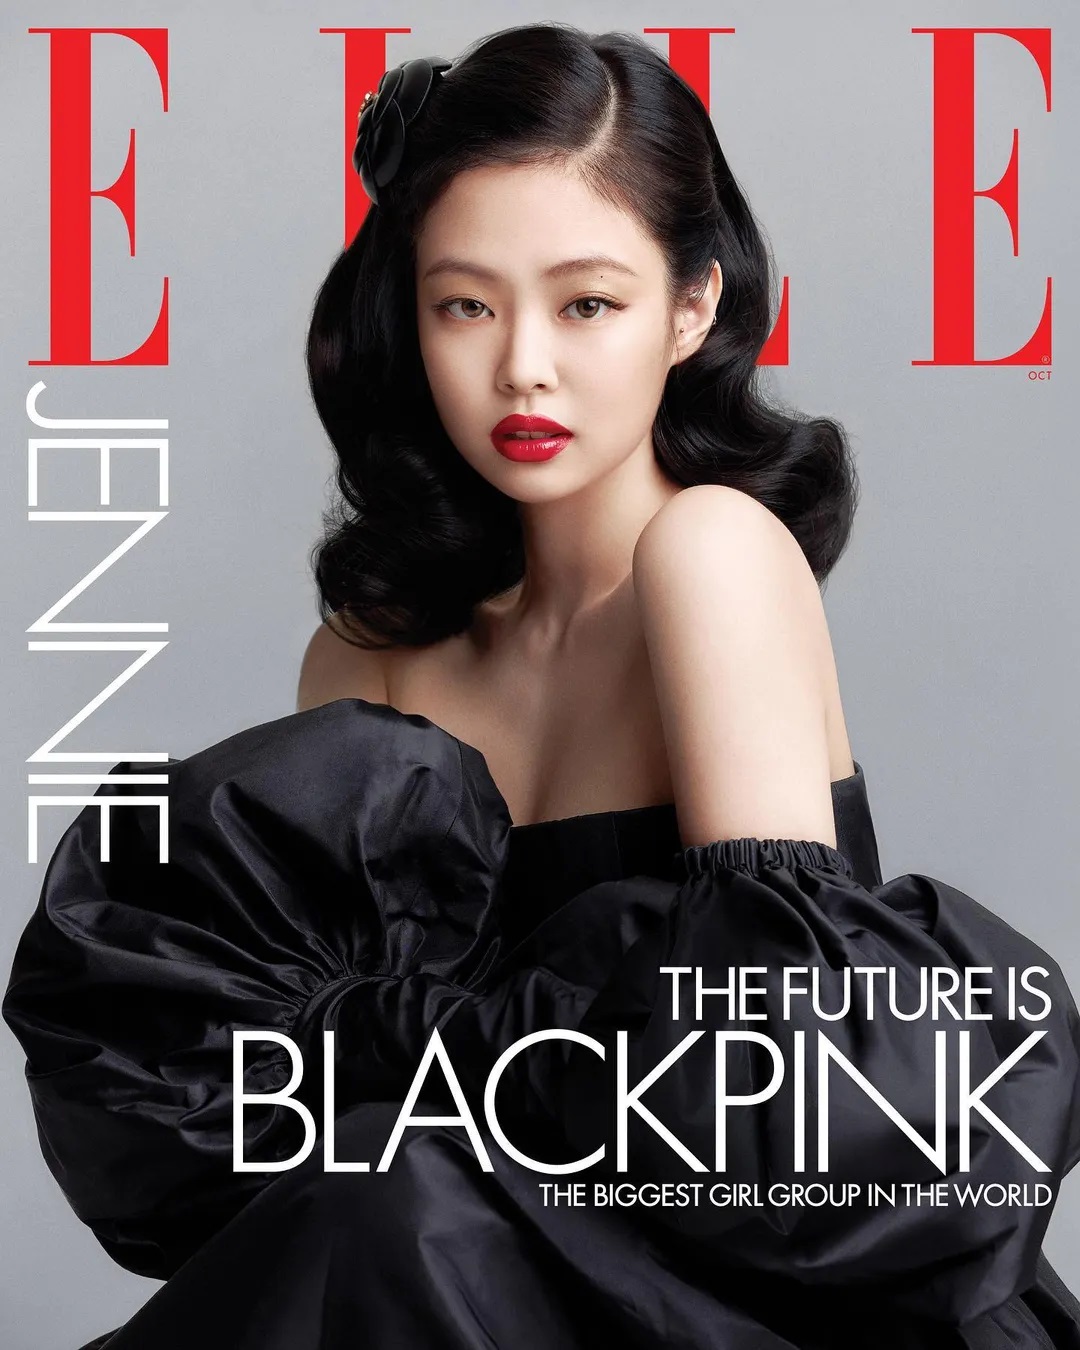 ELLE
®
OCT
JENNIE
THE FUTURE IS
BLACKPINK
THE BIGGEST GIRL GROUP IN THE WORLD